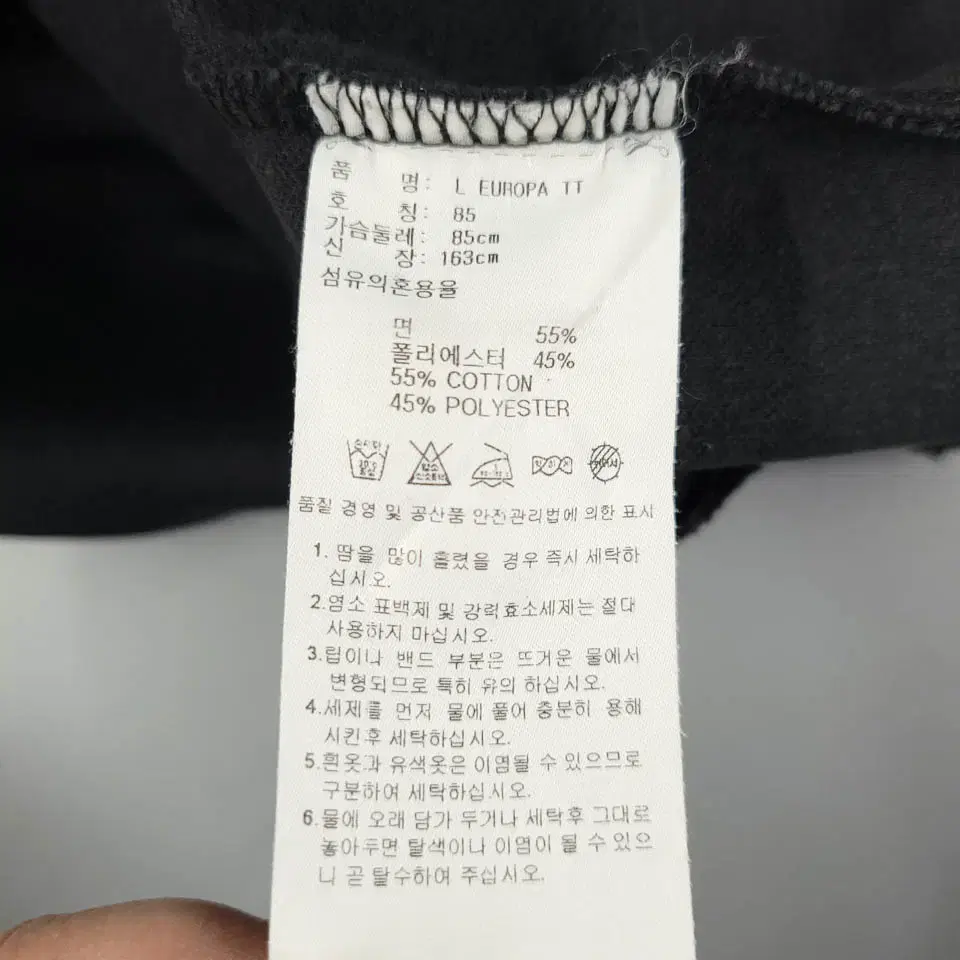 품 명: L EUROPA TT
호 칭: 85
가슴둘레: 85cm
신 장: 163cm
섬유의혼용율
면 55%
폴리에스터 45%
55% COTTON
45% POLYESTER
품질 경영 및 공산품 안전관리법에 의한 표시
1. 땀을 많이 흘렸을 경우 즉시 세탁하
십시오.
2.염소 표백제 및 강력효소세제는 절대
사용하지 마십시오.
3.립이나 밴드 부분은 뜨거운 물에서
변형되므로 특히 유의 하십시오.
4.세제를 먼저 물에 풀어 충분히 용해
시킨후 세탁하십시오.
5.흰옷과 유색옷은 이염될 수 있으므로
구분하여 세탁하십시오.
6.물에 오래 담가 두거나 세탁후 그대로
놓아두면 탈색이나 이염이 될 수 있으
니 곧 탈수하여 주십시오.